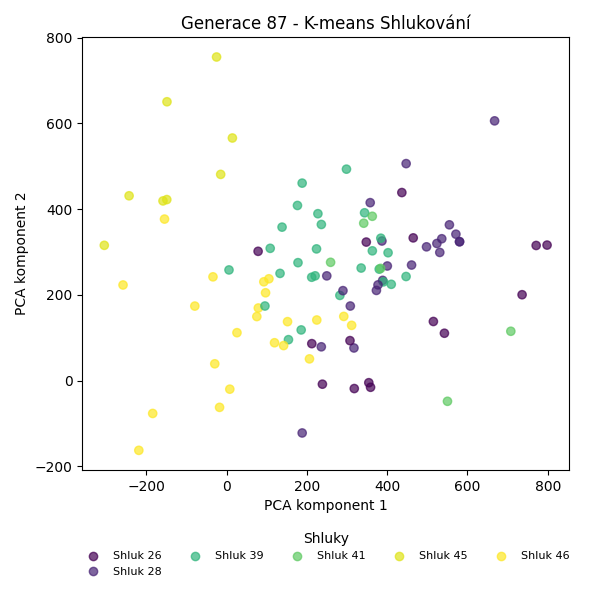 Generace 87 - K-means Shlukování
800
600
400
200
0
−200
PCA komponent 2
−200 0 200 400 600 800
PCA komponent 1
Shluky
Shluk 26 Shluk 39 Shluk 41 Shluk 45 Shluk 46
Shluk 28